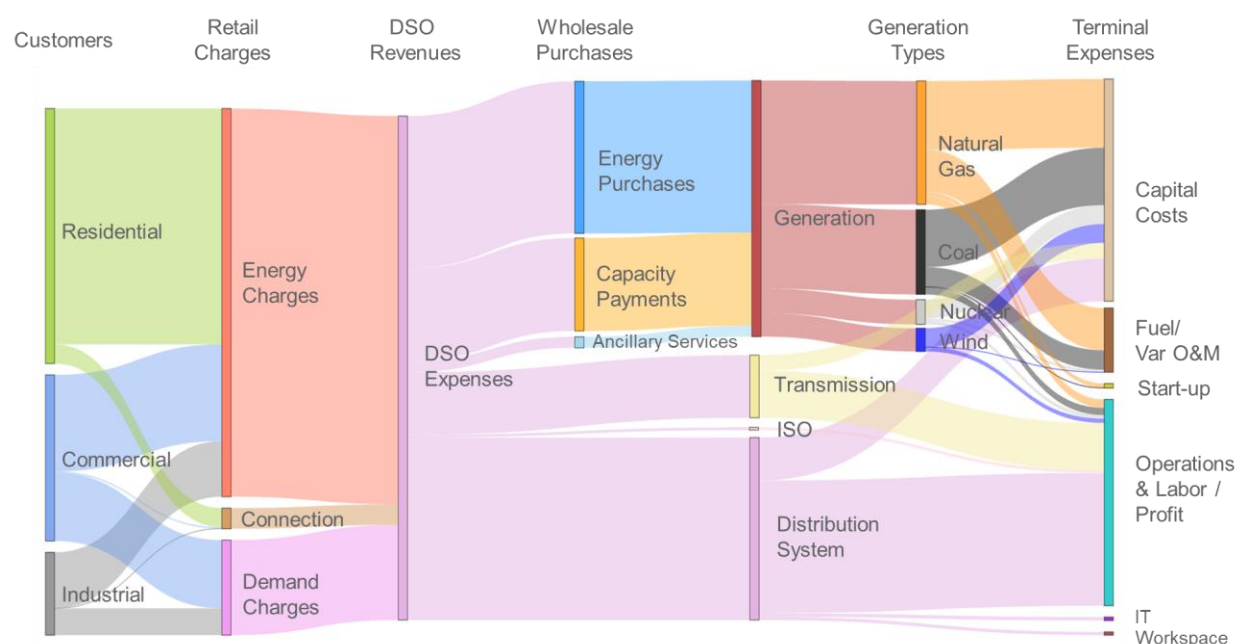 Customers
Retail
Charges
DSO
Revenues
Wholesale
Purchases
Generation
Types
Terminal
Expenses
Residential
Commercial
Industrial
Energy
Charges
Connection
Demand
Charges
DSO
Expenses
Energy
Purchases
Capacity
Payments
Ancillary Services
Generation
Transmission
ISO
Distribution
System
Natural
Gas
Coal
Nuclear
Wind
Capital
Costs
Fuel/
Var O&M
Start-up
Operations
& Labor /
Profit
IT
Workspace